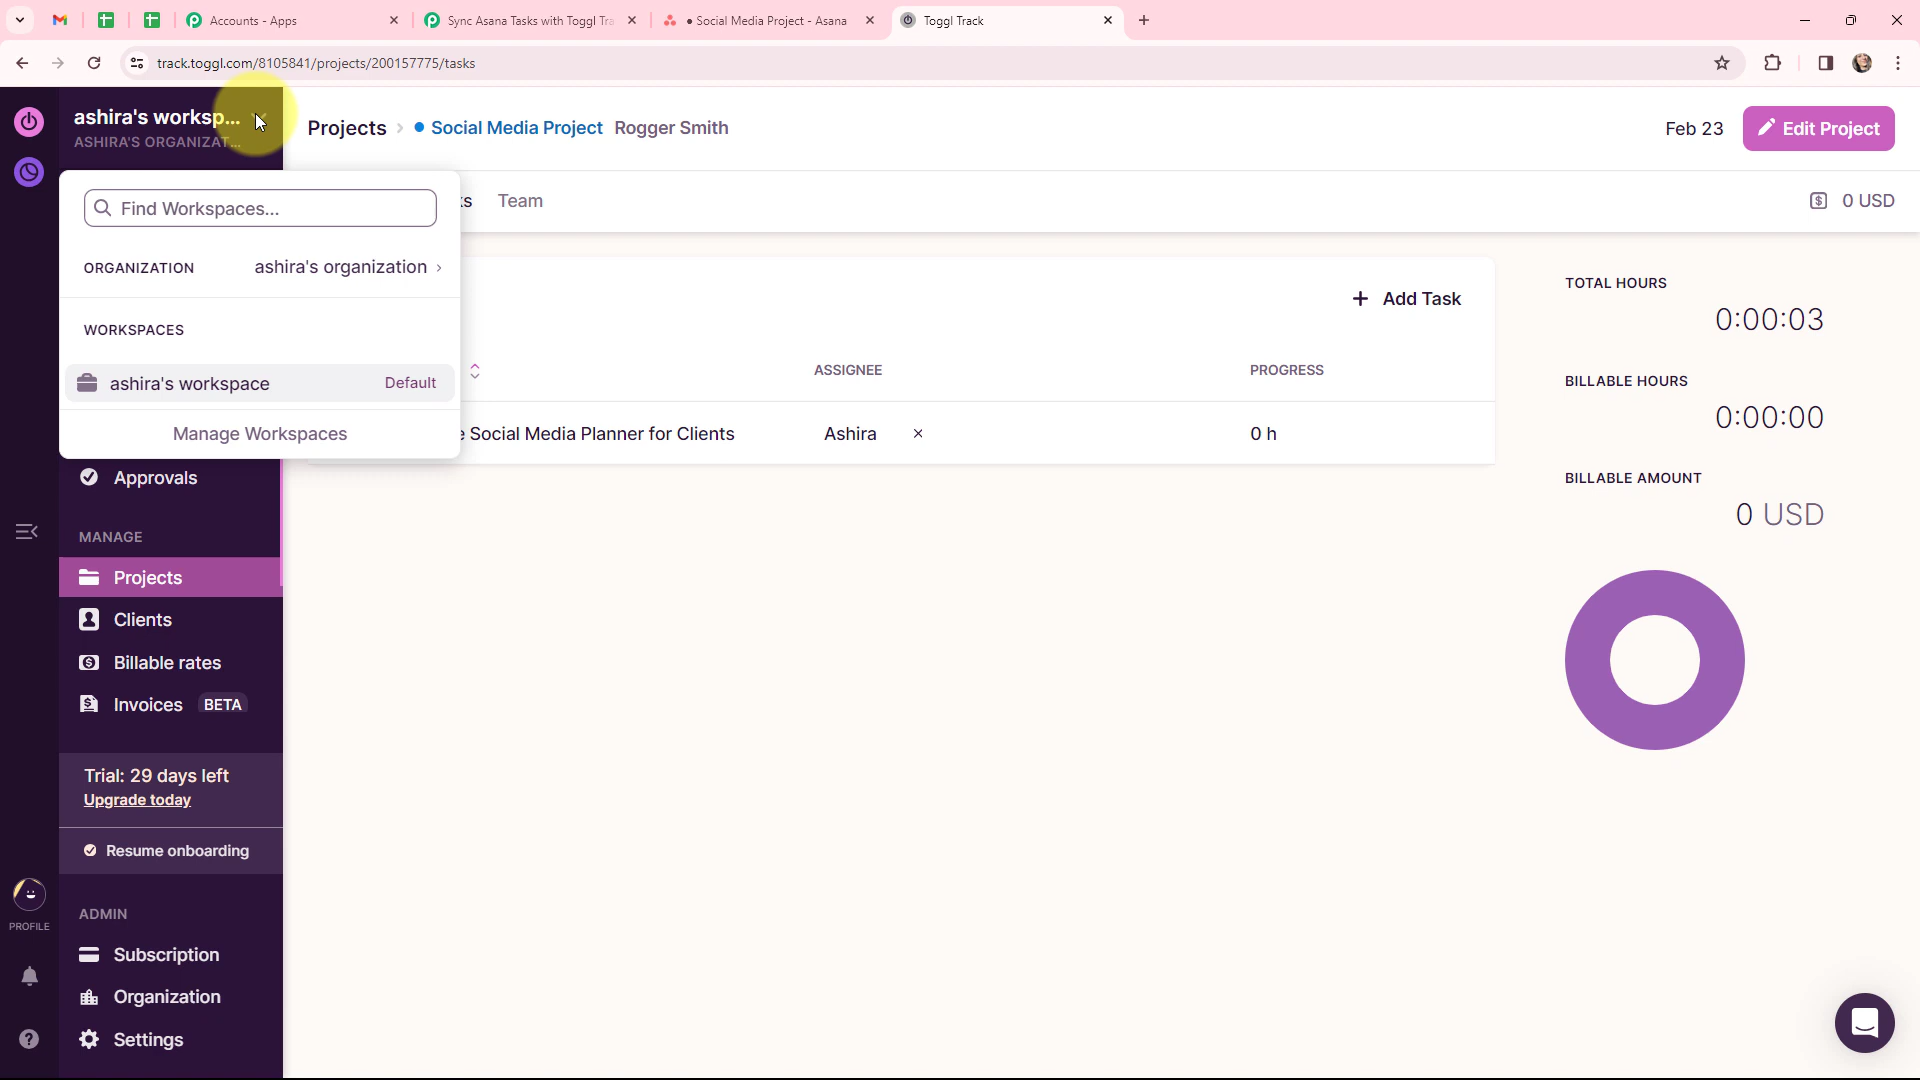 Accounts - Apps
Sync Asana Tasks with Toggl Tra
• Social Media Project - Asana
Toggl Track
track.toggl.com/8105841/projects/200157775/tasks
ashira's worksp...
ASHIRA'S ORGANIZAT...
Projects › • Social Media Project Rogger Smith
Feb 23
Edit Project
Find Workspaces...
ks
Team
0 USD
ORGANIZATION
ashira's organization ›
WORKSPACES
ashira's workspace
Default
Manage Workspaces
+ Add Task
ASSIGNEE
PROGRESS
e Social Media Planner for Clients
Ashira ×
0 h
TOTAL HOURS
0:00:03
BILLABLE HOURS
0:00:00
BILLABLE AMOUNT
0 USD
Approvals
MANAGE
Projects
Clients
Billable rates
Invoices BETA
Trial: 29 days left
Upgrade today
Resume onboarding
PROFILE
ADMIN
Subscription
Organization
Settings